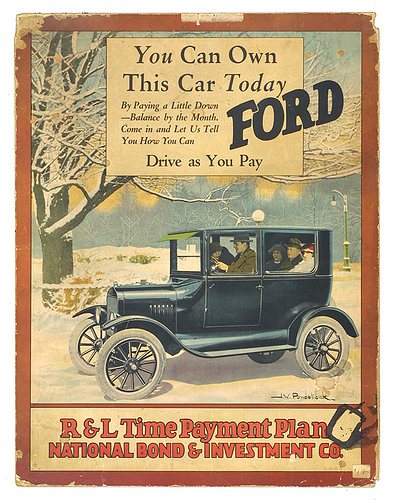 You Can Own
This Car Today
By Paying a Little Down
—Balance by the Month.
Come in and Let Us Tell
You How You Can
FORD
Drive as You Pay
R & L Time Payment Plan
NATIONAL BOND & INVESTMENT CO.